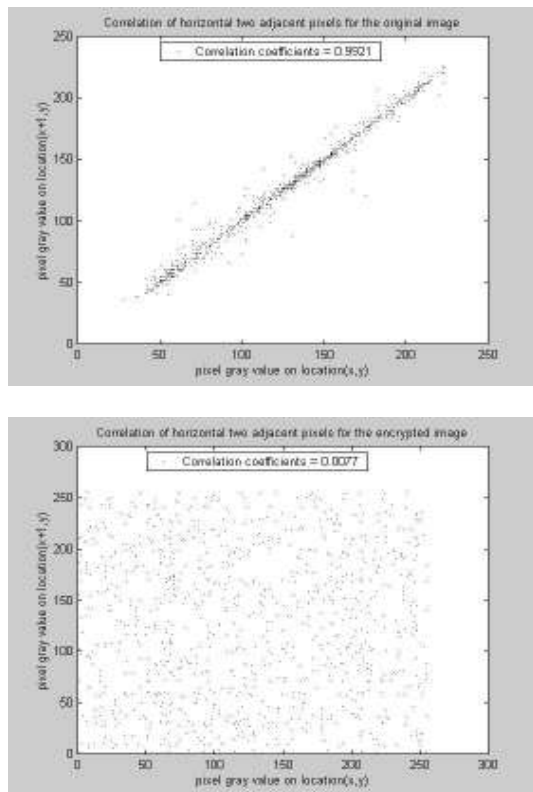 Correlation of horizontal two adjacent pixels for the original image
250
Correlation coefficients = 0.9921
200
150
100
50
0
pixel gray value on location(x+1,y)
0 50 100 150 200 250
pixel gray value on location(x,y)
Correlation of horizontal two adjacent pixels for the encrypted image
300
Correlation coefficients = 0.0077
250
200
150
100
50
0
pixel gray value on location(x+1,y)
0 50 100 150 200 250 300
pixel gray value on location(x,y)